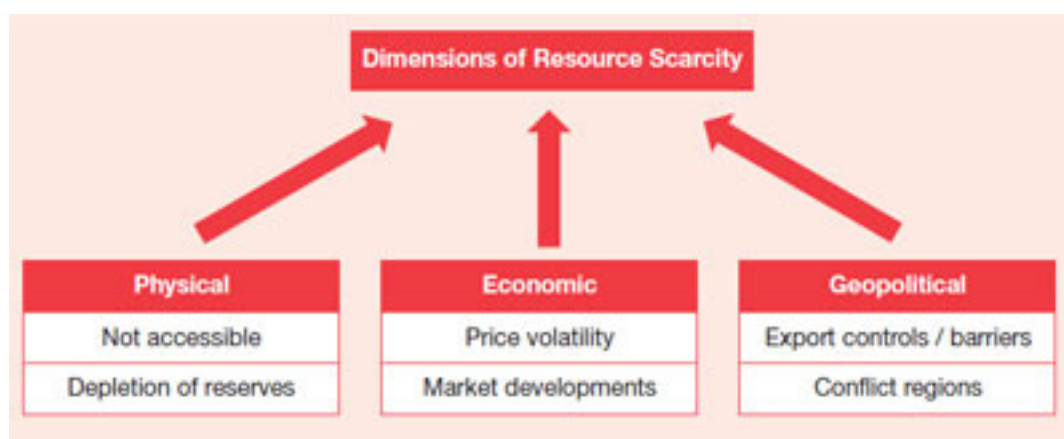 Dimensions of Resource Scarcity
Physical
Not accessible
Depletion of reserves
Economic
Price volatility
Market developments
Geopolitical
Export controls / barriers
Conflict regions